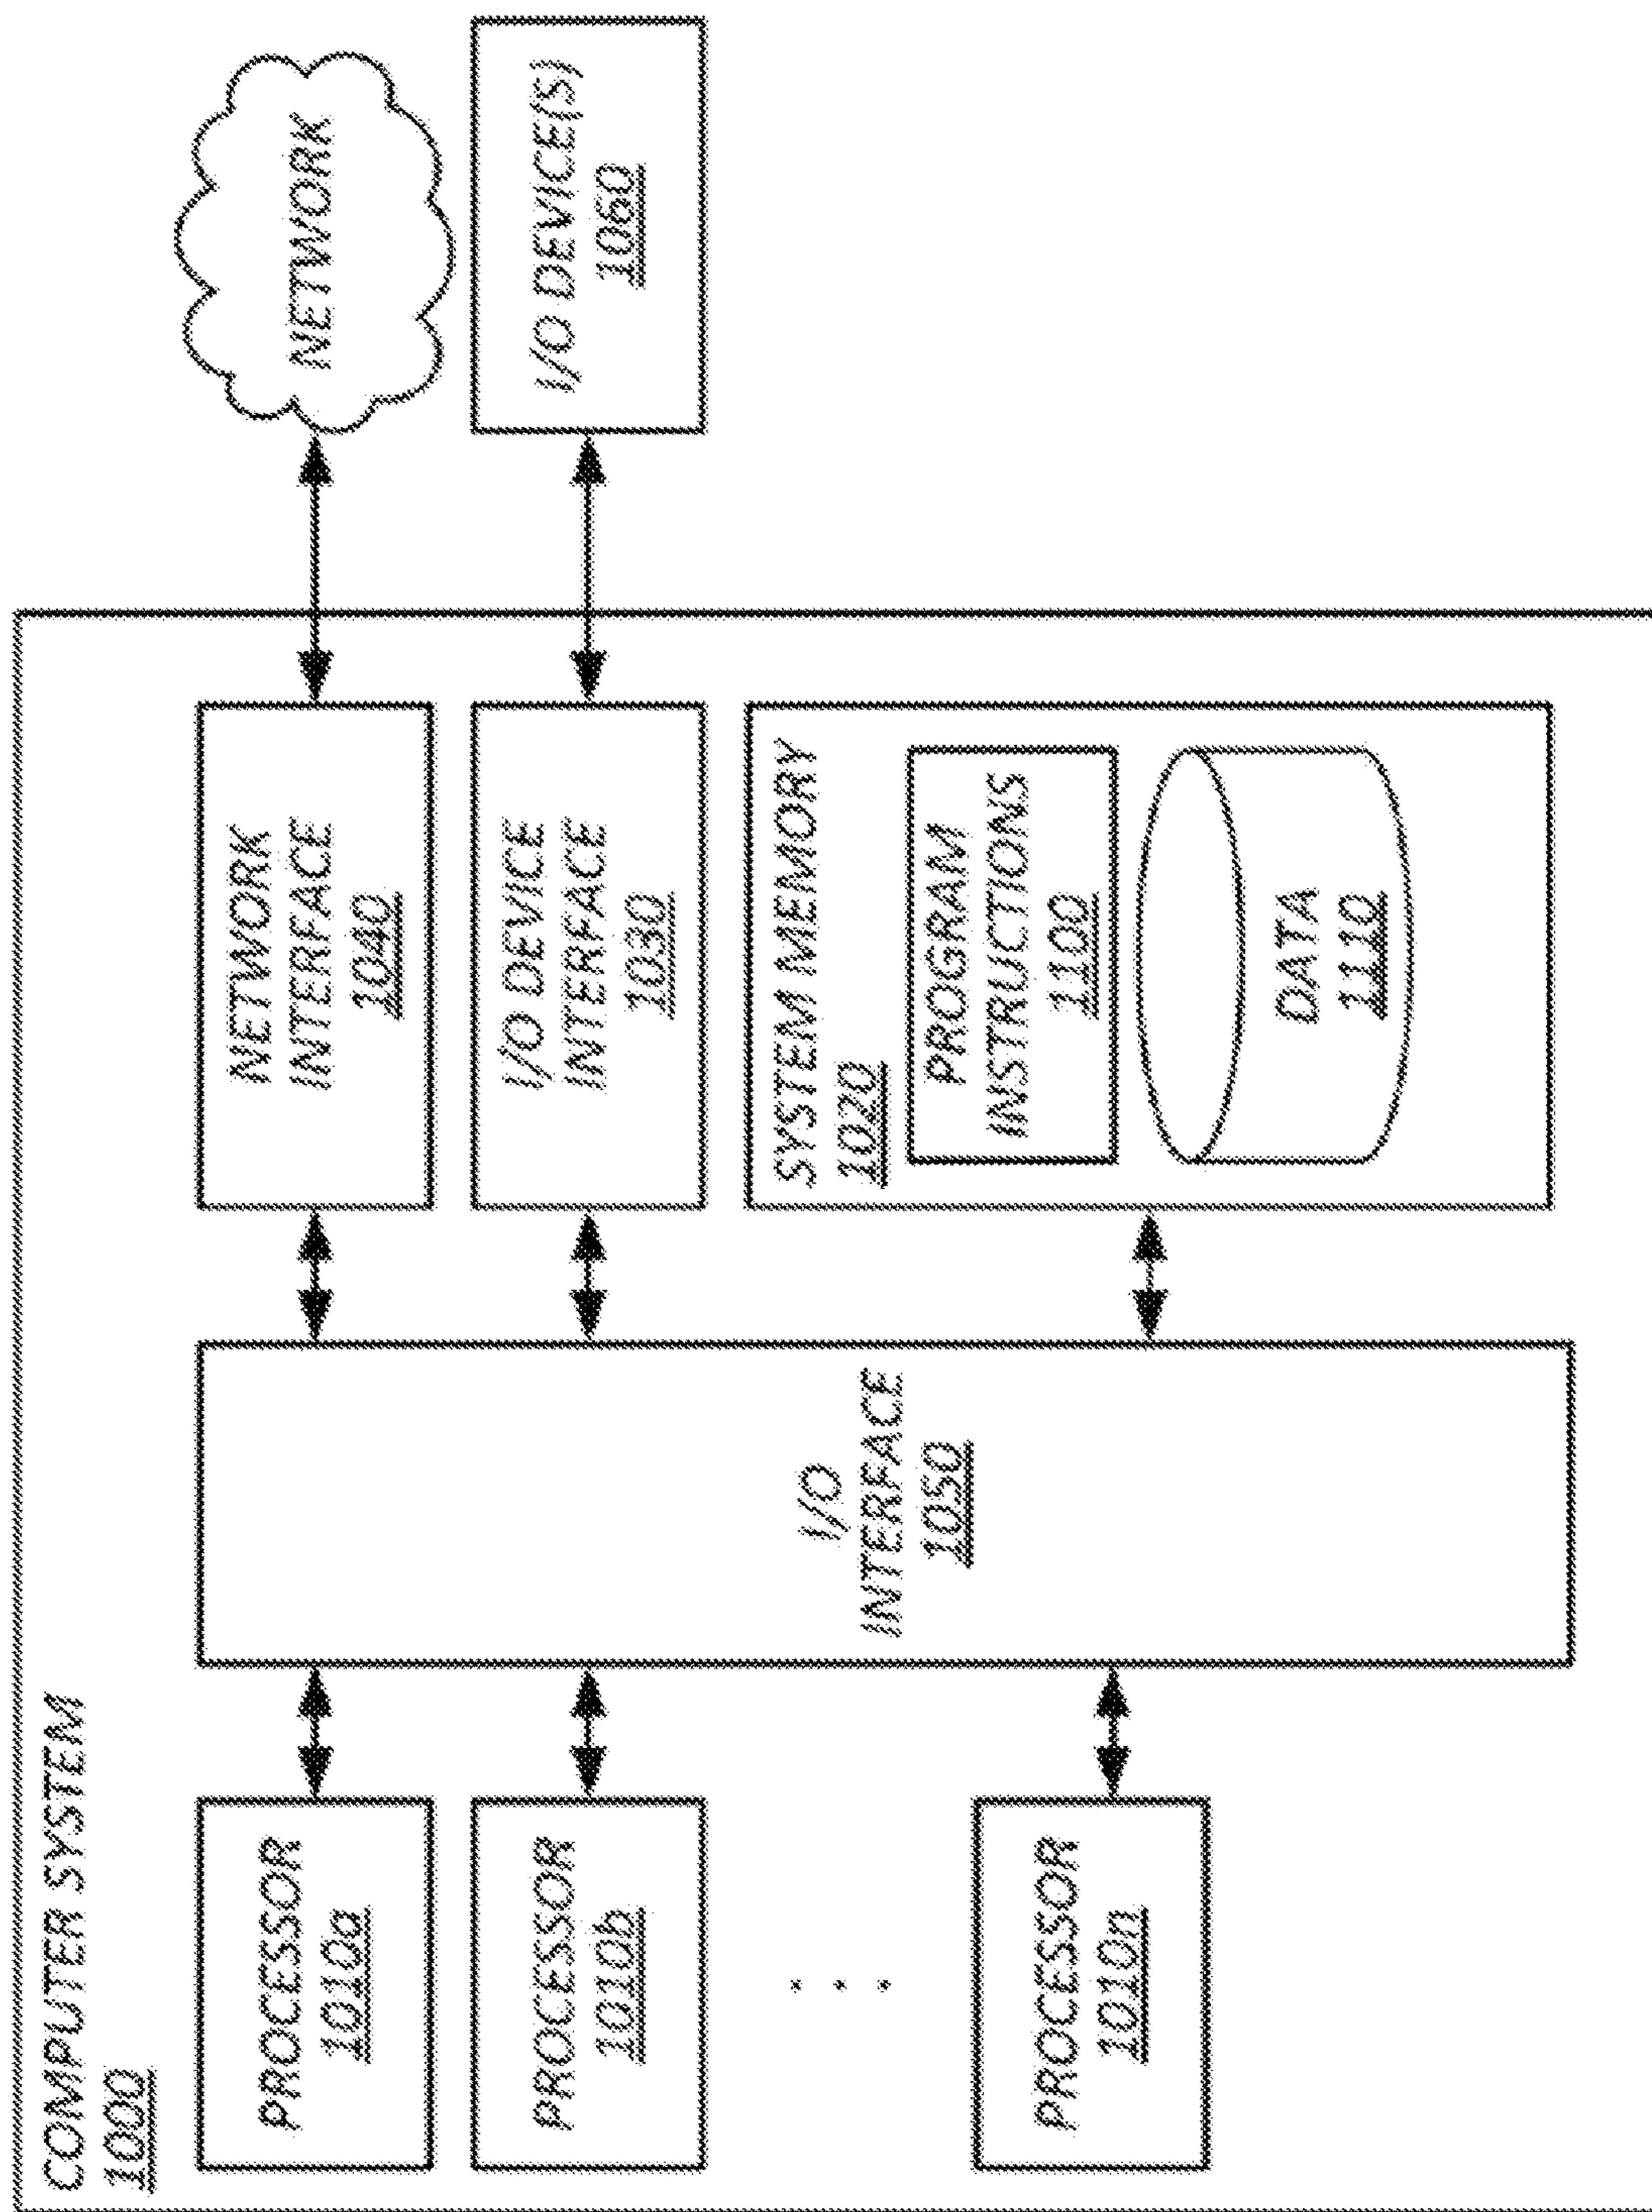 COMPUTER SYSTEM
1000
PROCESSOR
1010a
PROCESSOR
1010b
. . .
PROCESSOR
1010n
I/O
INTERFACE
1050
NETWORK
INTERFACE
1040
I/O DEVICE
INTERFACE
1030
SYSTEM MEMORY
1020
PROGRAM
INSTRUCTIONS
1100
DATA
1110
NETWORK
I/O DEVICE(S)
1060